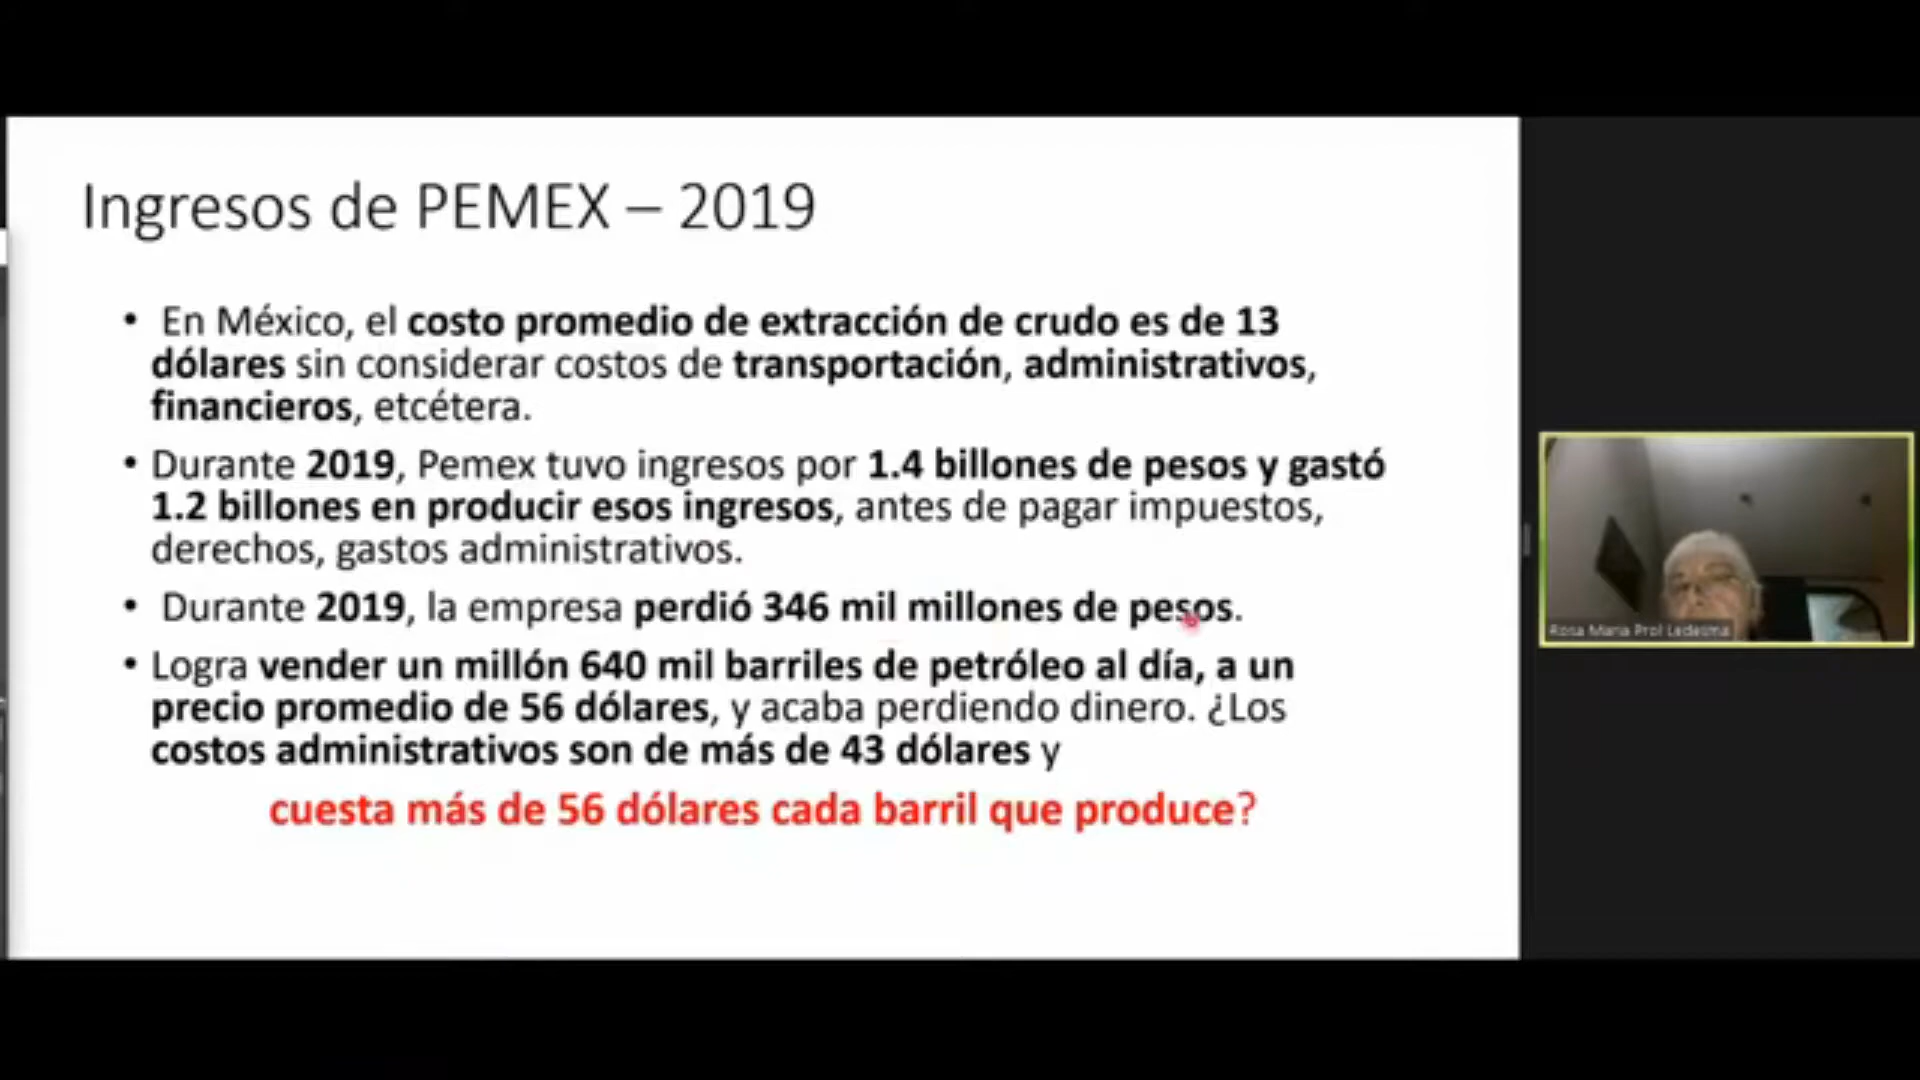 Ingresos de PEMEX – 2019
• En México, el costo promedio de extracción de crudo es de 13
dólares sin considerar costos de transportación, administrativos,
financieros, etcétera.
• Durante 2019, Pemex tuvo ingresos por 1.4 billones de pesos y gastó
1.2 billones en producir esos ingresos, antes de pagar impuestos,
derechos, gastos administrativos.
• Durante 2019, la empresa perdió 346 mil millones de pesos.
• Logra vender un millón 640 mil barriles de petróleo al día, a un
precio promedio de 56 dólares, y acaba perdiendo dinero. ¿Los
costos administrativos son de más de 43 dólares y
cuesta más de 56 dólares cada barril que produce?
Rosa Maria Prol Ledesma